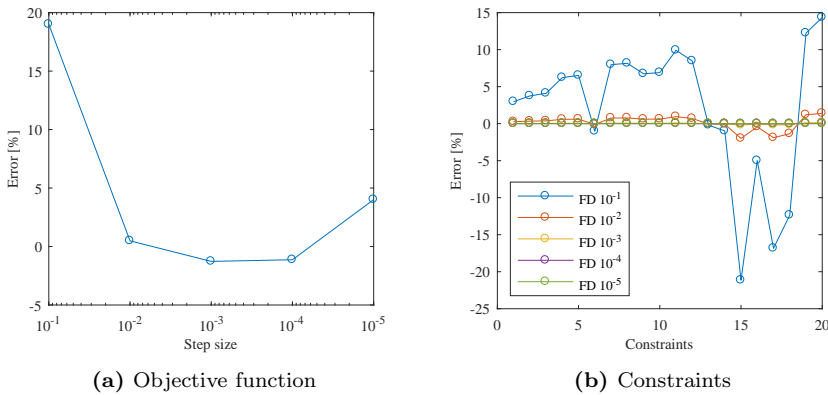 20
15
10
5
0
-5
Error [%]
10-1
10-2
10-3
10-4
10-5
Step size
(a) Objective function
15
10
5
0
-5
-10
-15
-20
-25
Error [%]
FD 10-1
FD 10-2
FD 10-3
FD 10-4
FD 10-5
0
5
10
15
20
Constraints
(b) Constraints